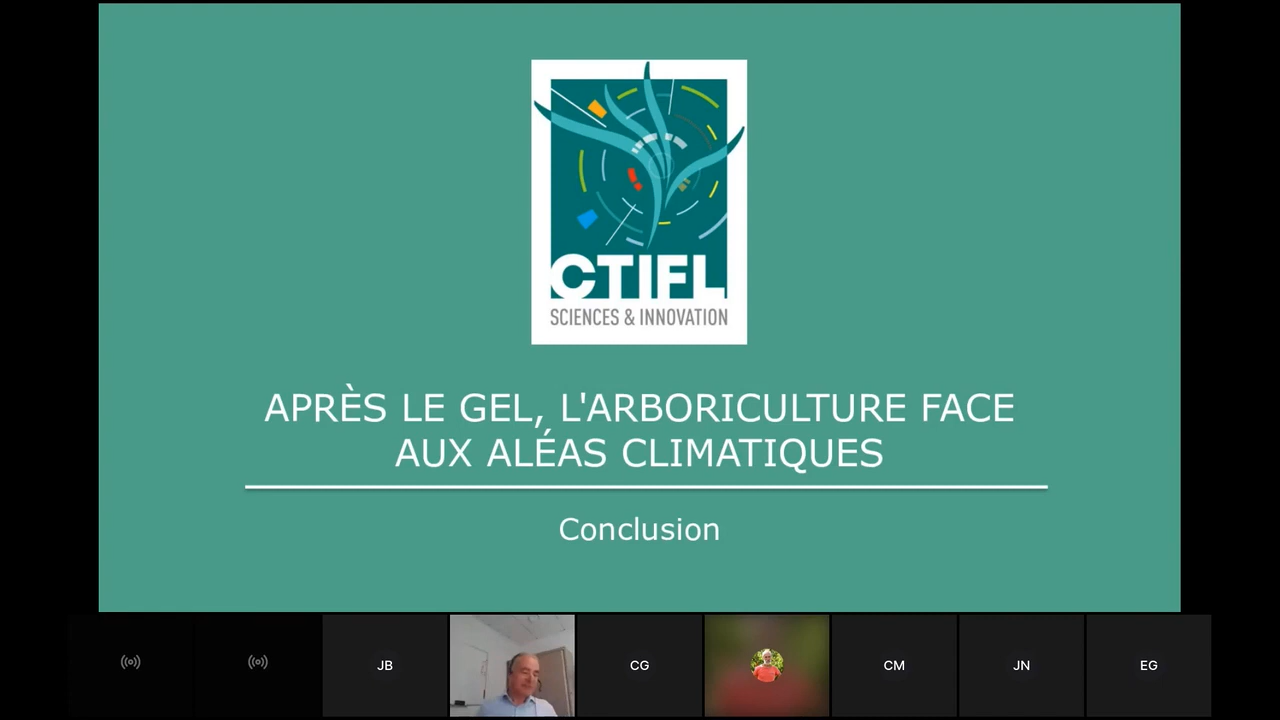 CTIFL
SCIENCES & INNOVATION
APRÈS LE GEL, L'ARBORICULTURE FACE
AUX ALÉAS CLIMATIQUES
Conclusion
JB
CG
CM
JN
EG